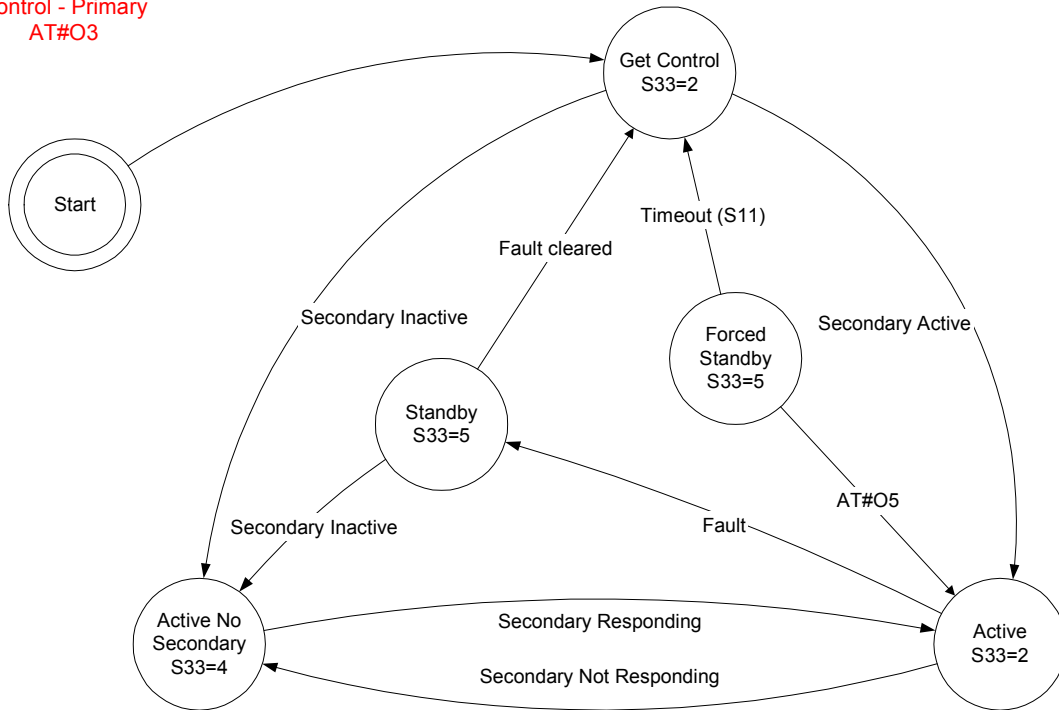 ontrol - Primary
AT#O3
Get Control
S33=2
Start
Timeout (S11)
Fault cleared
Secondary Inactive
Secondary Active
Forced
Standby
S33=5
Standby
S33=5
AT#O5
Fault
Secondary Inactive
Active No
Secondary
S33=4
Secondary Responding
Active
S33=2
Secondary Not Responding